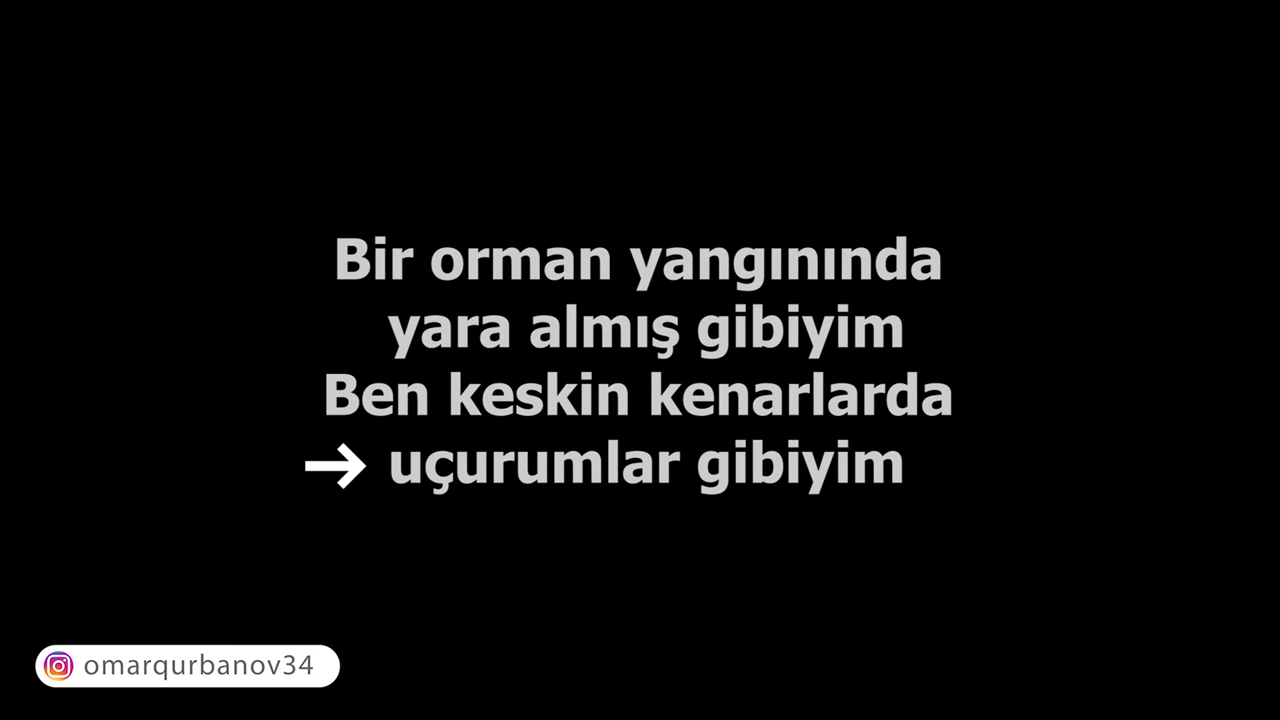 Bir orman yangınında
yara almış gibiyim
Ben keskin kenarlarda
→ uçurumlar gibiyim
omarqurbanov34